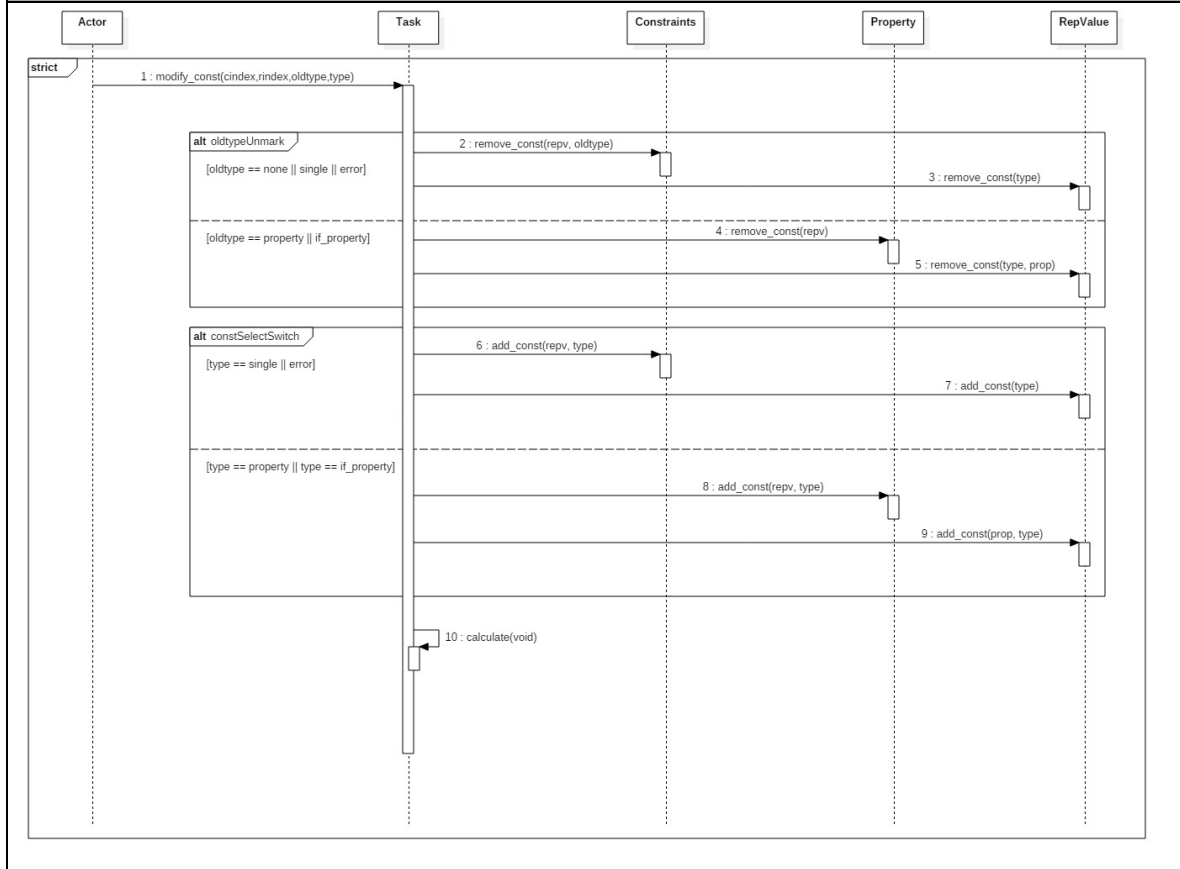 Actor
Task
Constraints
Property
RepValue
strict
1 : modify_const(cindex,rindex,oldtype,type)
alt oldtypeUnmark
2 : remove_const(repv, oldtype)
[oldtype == none || single || error]
3 : remove_const(type)
[oldtype == property || if_property]
4 : remove_const(repv)
5 : remove_const(type, prop)
alt constSelectSwitch
6 : add_const(repv, type)
[type == single || error]
7 : add_const(type)
[type == property || type == if_property]
8 : add_const(repv, type)
9 : add_const(prop, type)
10 : calculate(void)